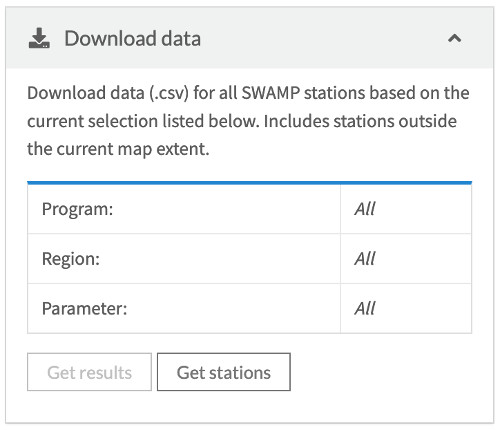 Download data
Download data (.csv) for all SWAMP stations based on the
current selection listed below. Includes stations outside
the current map extent.
Program: All
Region: All
Parameter: All
Get results Get stations